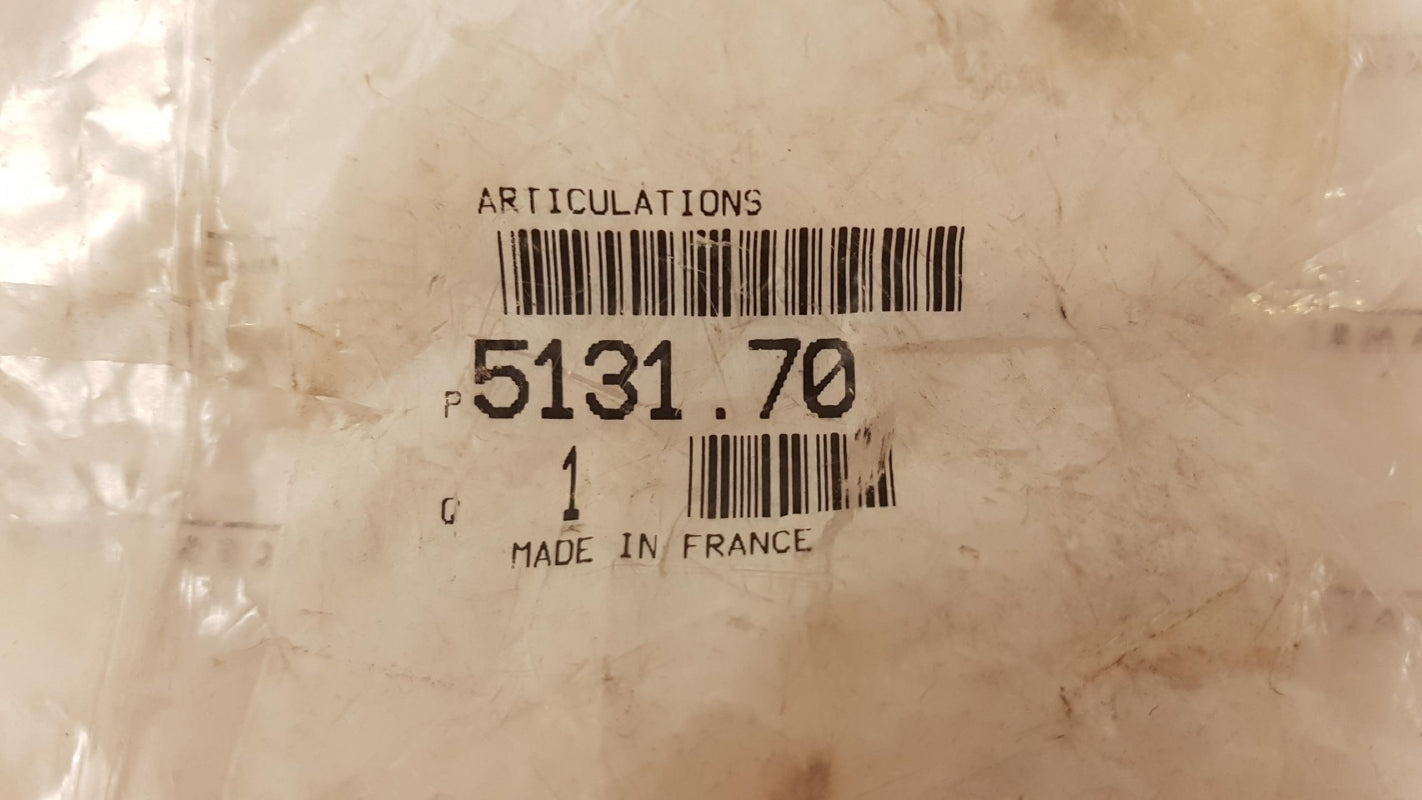 ARTICULATIONS
P 5131.70
Q 1
MADE IN FRANCE